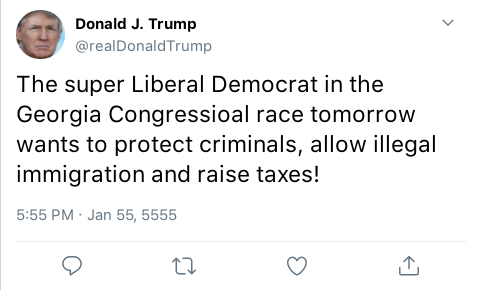 Donald J. Trump
@realDonaldTrump
The super Liberal Democrat in the
Georgia Congressioal race tomorrow
wants to protect criminals, allow illegal
immigration and raise taxes!
5:55 PM · Jan 55, 5555